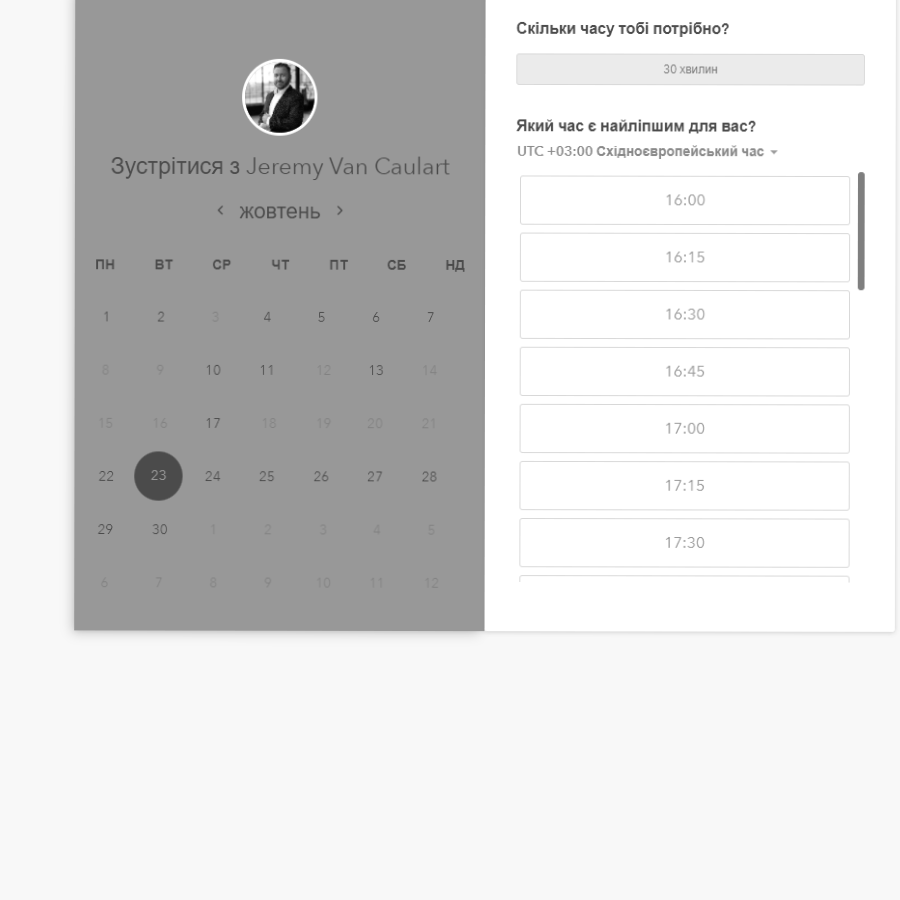 Зустрітися з Jeremy Van Caulart
жовтень
ПН ВТ СР ЧТ ПТ СБ НД
1 2 3 4 5 6 7
8 9 10 11 12 13 14
15 16 17 18 19 20 21
22 23 24 25 26 27 28
29 30 1 2 3 4 5
6 7 8 9 10 11 12
Скільки часу тобі потрібно?
30 хвилин
Який час є найліпшим для вас?
UTC +03:00 Східноєвропейський час
16:00
16:15
16:30
16:45
17:00
17:15
17:30